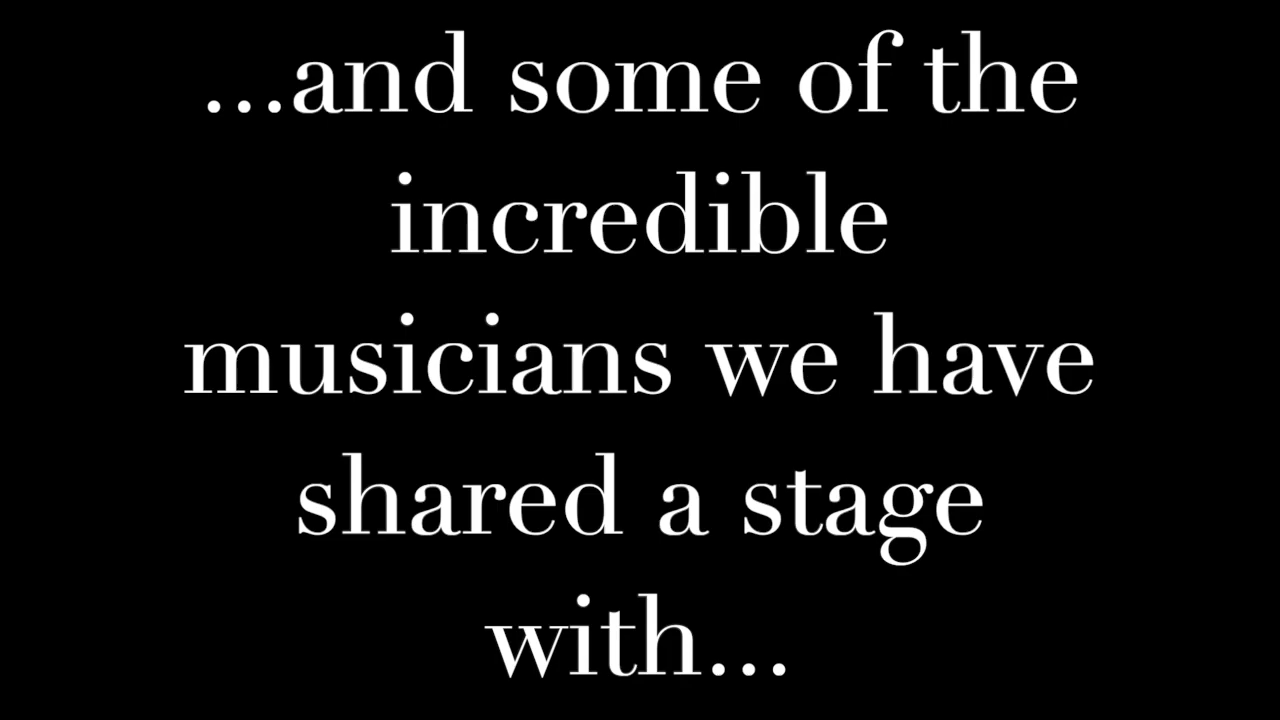 ...and some of the
incredible
musicians we have
shared a stage
with...